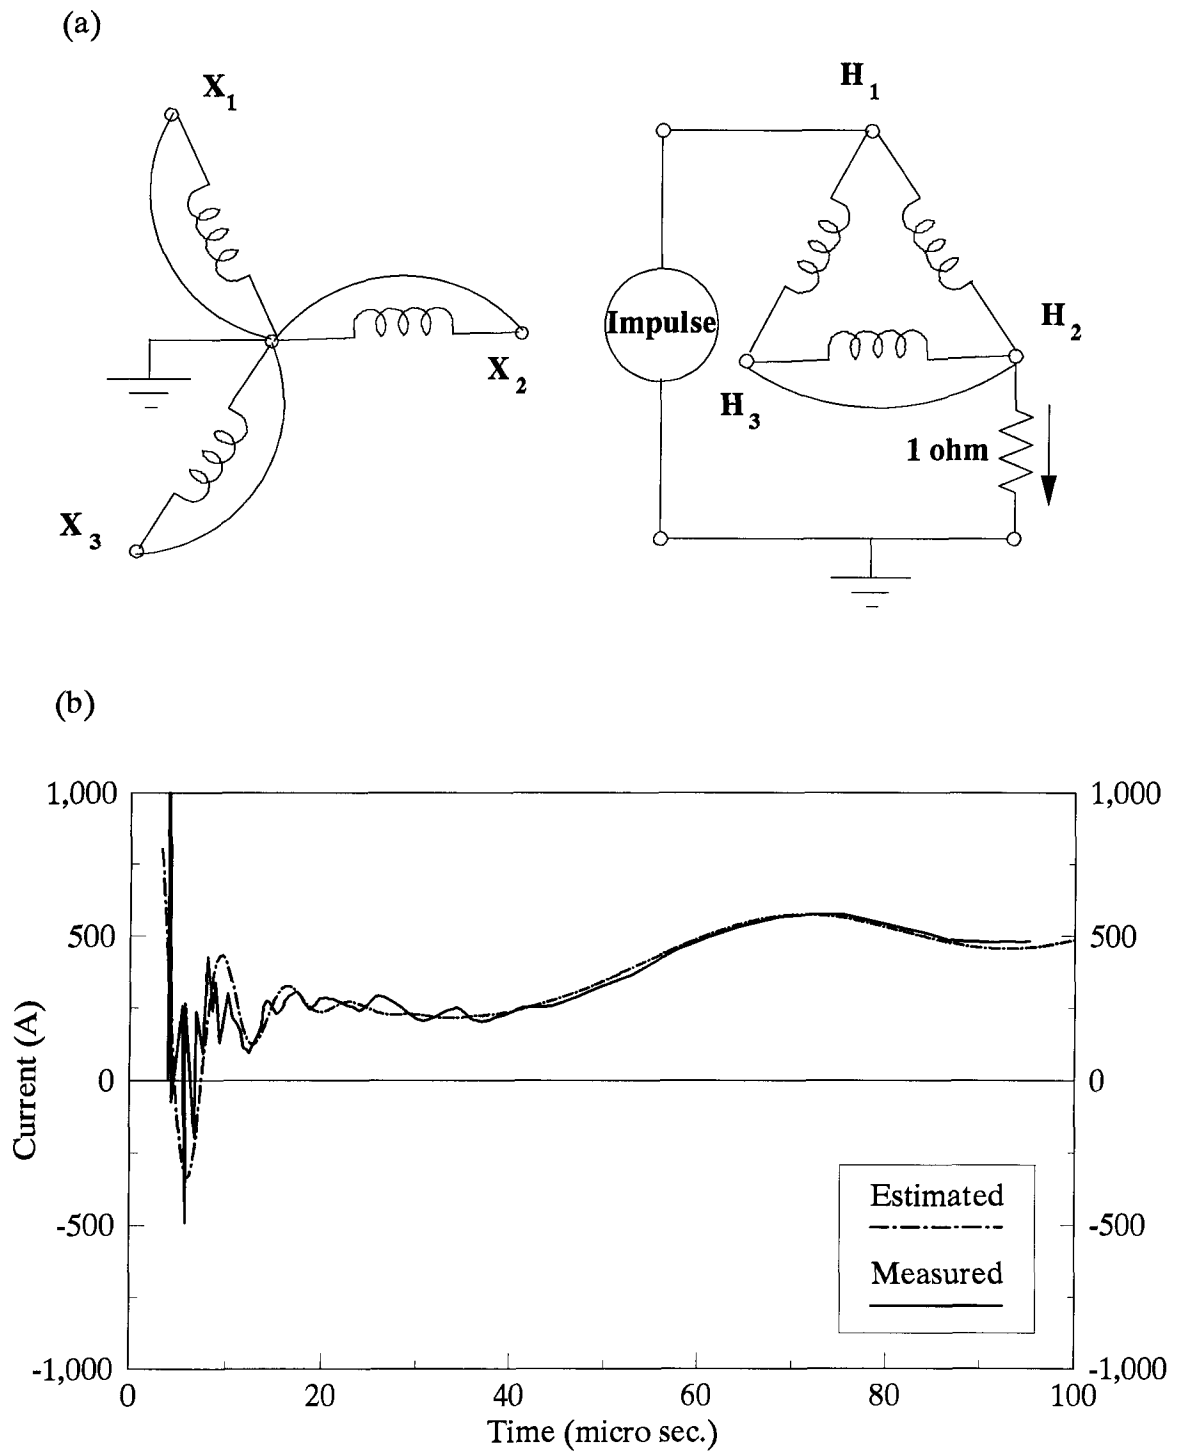 (a)
X1
X2
X3
H1
Impulse
H2
H3
1 ohm
(b)
1,000
500
0
-500
-1,000
Current (A)
1,000
500
0
-500
-1,000
Estimated
Measured
0 20 40 60 80 100
Time (micro sec.)